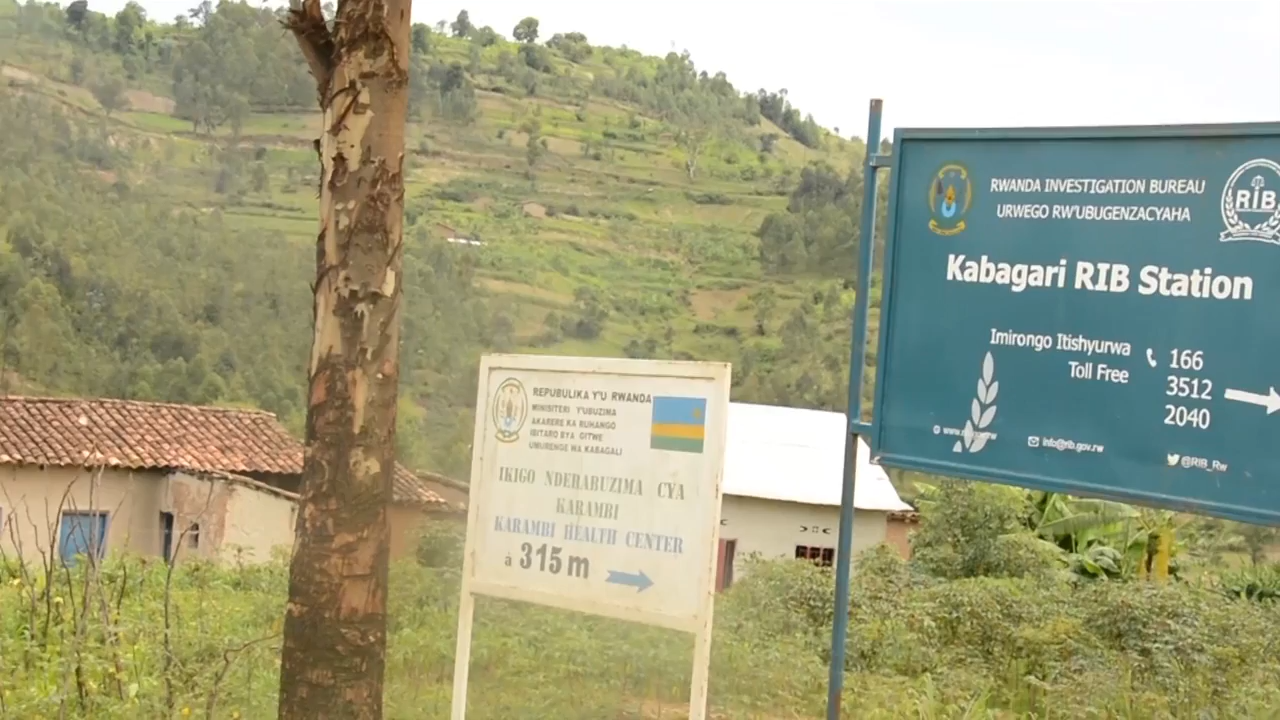 REPUBULIKA Y'U RWANDA
MINISITERI Y'UBUZIMA
AKARERE KA RUHANGO
IBITARO BYA GITWE
UMURENGE WA KABAGALI
IKIGO NDERABUZIMA CYA
KARAMBI
KARAMBI HEALTH CENTER
à 315m
RWANDA INVESTIGATION BUREAU
URWEGO RW'UBUGENZACYAHA
RIB
Kabagari RIB Station
Imirongo Itishyurwa
Toll Free
166
3512
2040
info@rib.gov.rw
@RIB_Rw